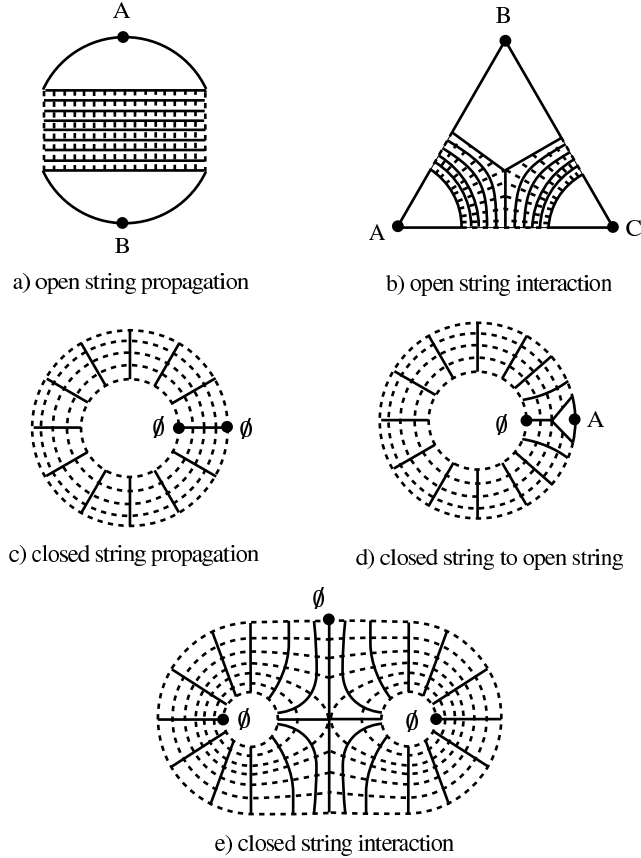 A
B
a) open string propagation
B
A
C
b) open string interaction
∅ ∅
c) closed string propagation
∅ A
d) closed string to open string
∅
∅ ∅
e) closed string interaction